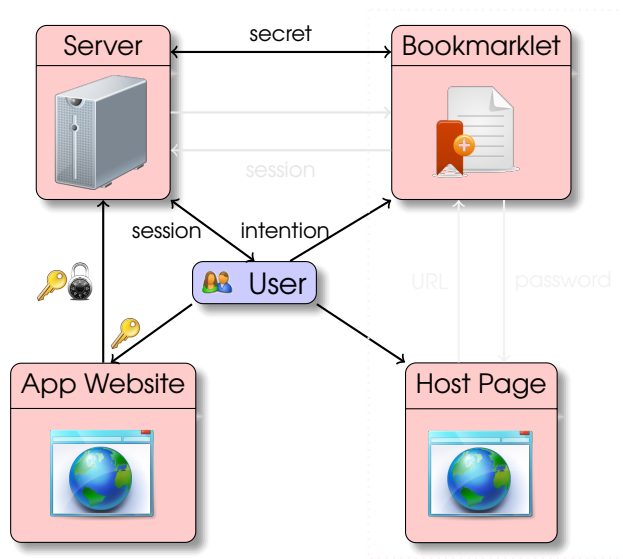 Server
secret
Bookmarklet
session
session
intention
User
URL
password
App Website
Host Page